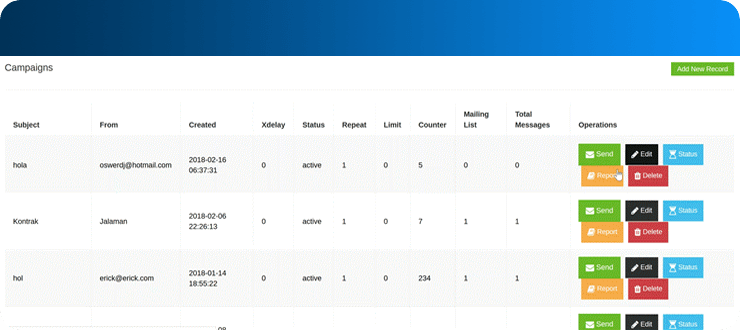 Campaigns
Add New Record
Subject From Created Xdelay Status Repeat Limit Counter Mailing List Total Messages Operations
hola oswerdj@hotmail.com 2018-02-16 06:37:31 0 active 1 0 5 0 0 Send Edit Status
Report Delete
Kontrak Jalaman 2018-02-06 22:26:13 0 active 1 0 7 1 1 Send Edit Status
Report Delete
hol erick@erick.com 2018-01-14 18:55:22 0 active 1 0 234 1 1 Send Edit Status
Report Delete
Send Edit Status